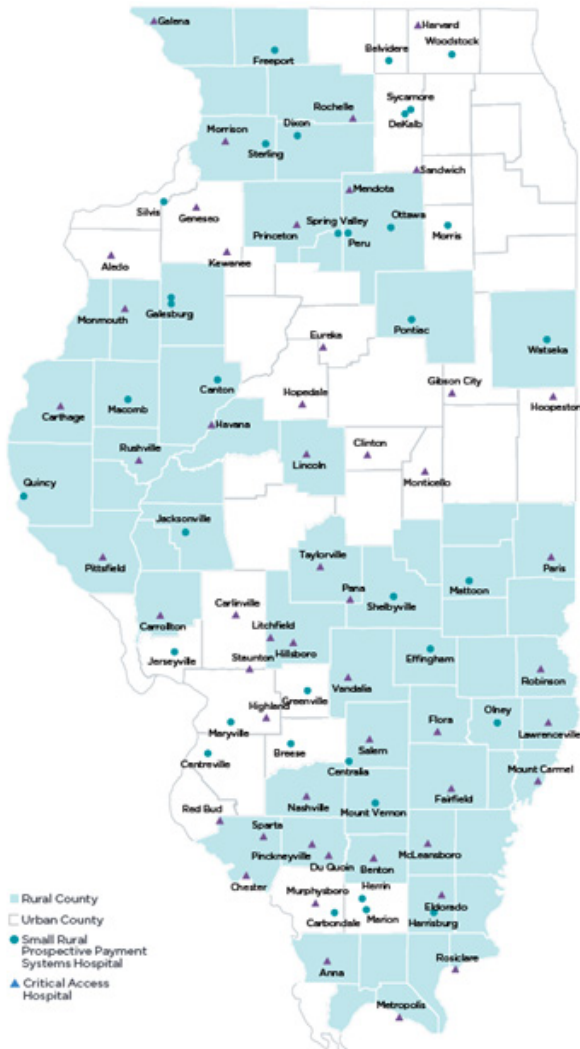 Galena
Harvard
Freeport
Belvidere
Woodstock
Rochelle
Sycamore
DeKalb
Morrison
Dixon
Sterling
Sandwich
Mendota
Silvis
Geneseo
Princeton
Spring Valley
Peru
Ottawa
Morris
Aledo
Kewanee
Monmouth
Galesburg
Eureka
Pontiac
Watseka
Canton
Hopedale
Gibson City
Hoopeston
Carthage
Macomb
Havana
Rushville
Lincoln
Clinton
Monticello
Quincy
Jacksonville
Pittsfield
Taylorville
Pana
Shelbyville
Mattoon
Paris
Carrollton
Carlinville
Litchfield
Hillsboro
Jerseyville
Staunton
Effingham
Vandalia
Robinson
Greenville
Highland
Maryville
Flora
Olney
Lawrenceville
Centreville
Breese
Salem
Centralia
Mount Carmel
Red Bud
Nashville
Mount Vernon
Fairfield
Sparta
Pinckneyville
Du Quoin
Benton
McLeansboro
Chester
Murphysboro
Herrin
Marion
Carbondale
Eldorado
Harrisburg
Anna
Rosiclare
Metropolis
Rural County
Urban County
Small Rural
Prospective Payment
Systems Hospital
Critical Access
Hospital